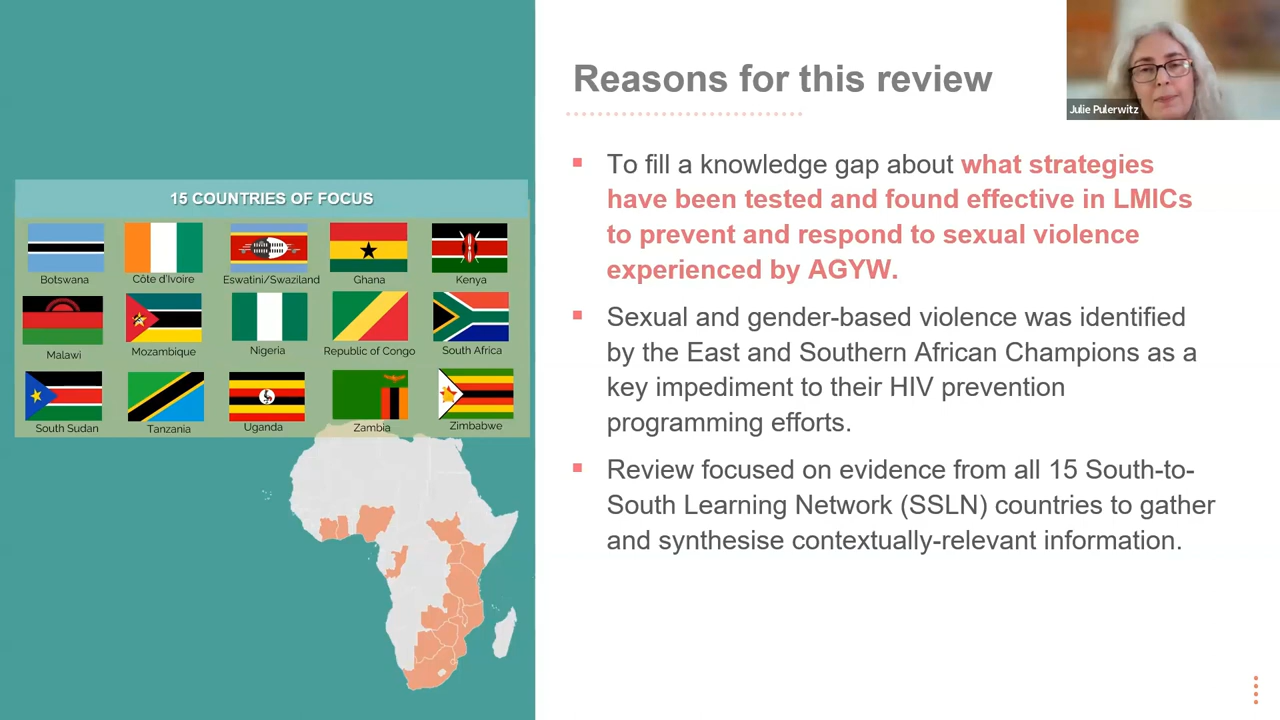 15 COUNTRIES OF FOCUS
Botswana
Côte d'Ivoire
Eswatini/Swaziland
Ghana
Kenya
Malawi
Mozambique
Nigeria
Republic of Congo
South Africa
South Sudan
Tanzania
Uganda
Zambia
Zimbabwe
Reasons for this review
Julie Pulerwitz
To fill a knowledge gap about what strategies
have been tested and found effective in LMICs
to prevent and respond to sexual violence
experienced by AGYW.
Sexual and gender-based violence was identified
by the East and Southern African Champions as a
key impediment to their HIV prevention
programming efforts.
Review focused on evidence from all 15 South-to-
South Learning Network (SSLN) countries to gather
and synthesise contextually-relevant information.